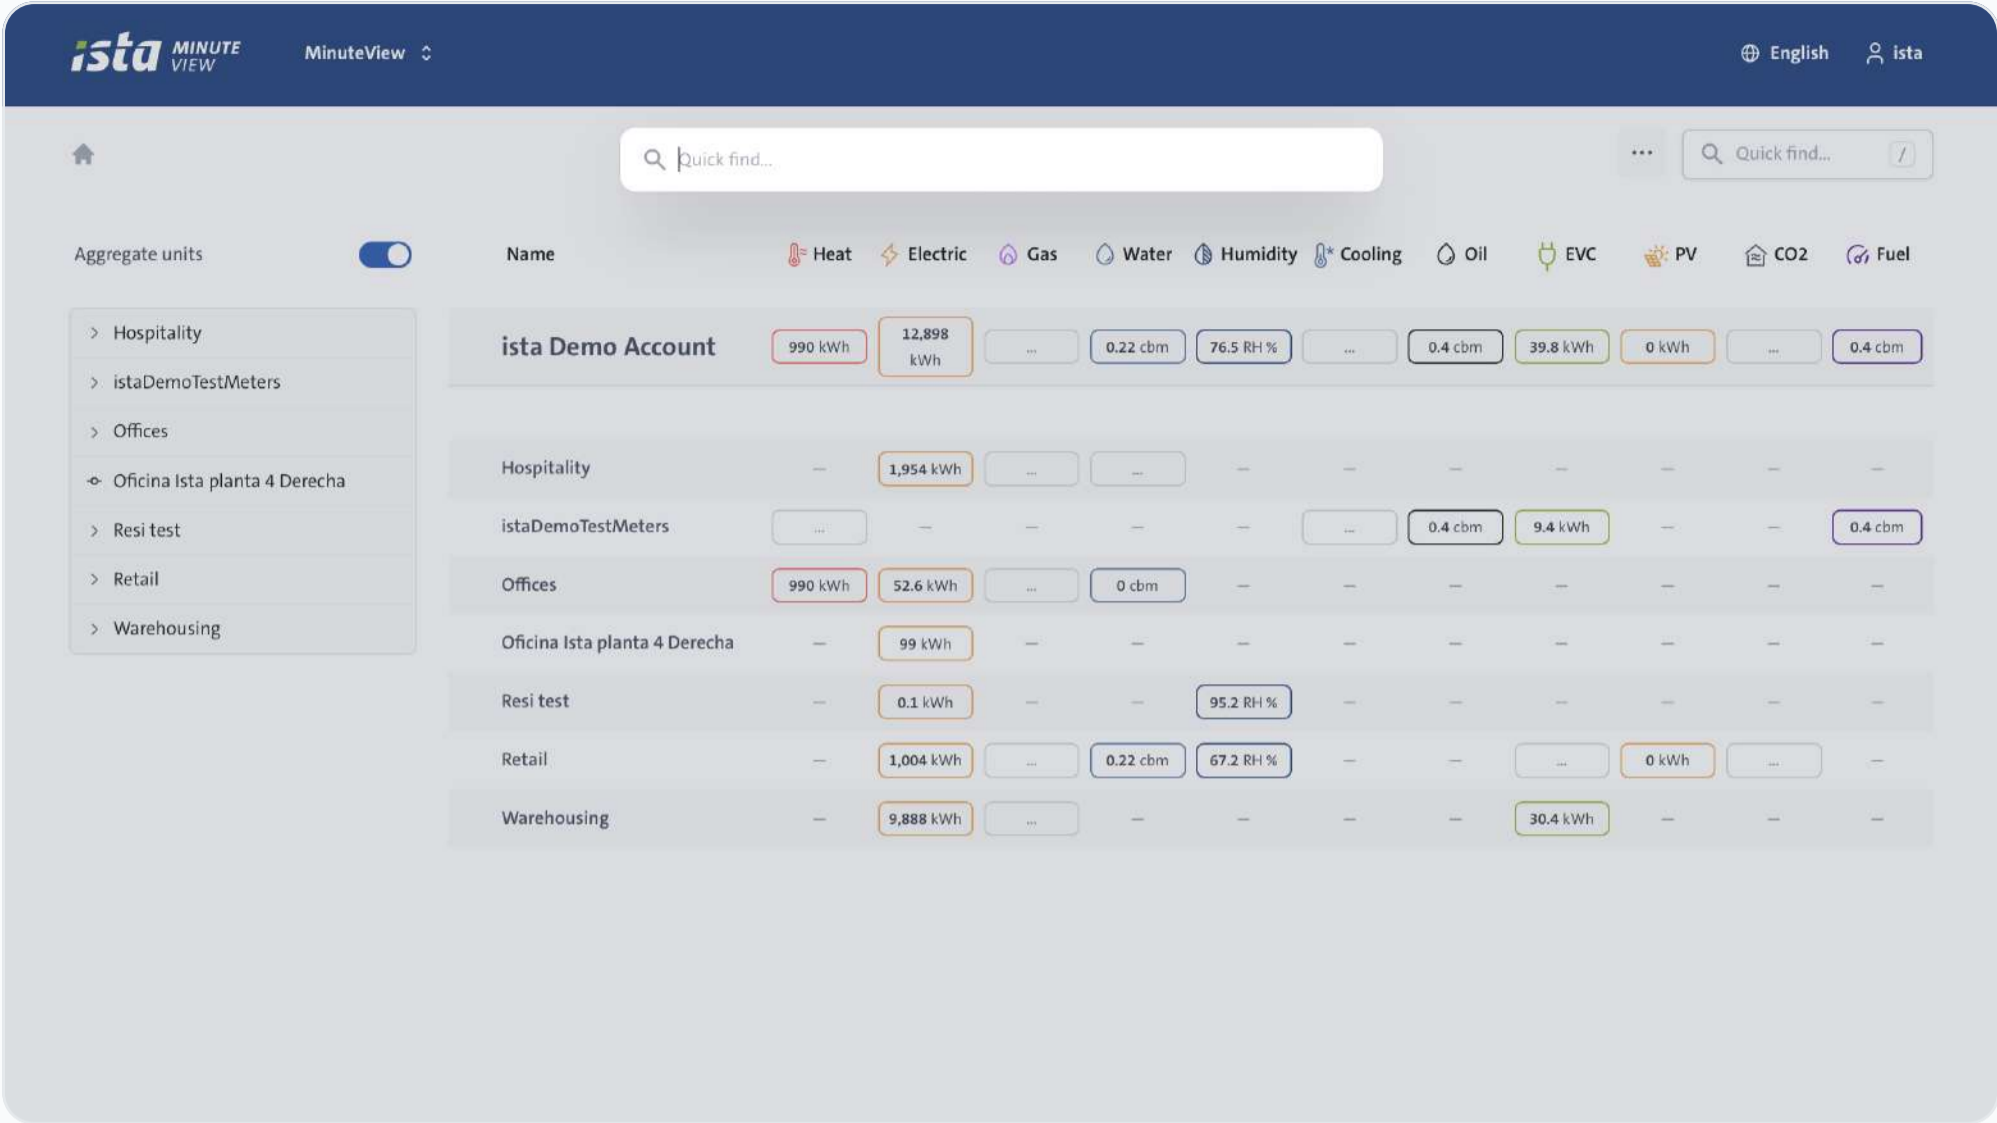 ista MINUTE VIEW MinuteView English ista
Quick find...
... Quick find... /
Aggregate units
Hospitality
istaDemoTestMeters
Offices
Oficina Ista planta 4 Derecha
Resi test
Retail
Warehousing
Name Heat Electric Gas Water Humidity Cooling Oil EVC PV CO2 Fuel
ista Demo Account 990 kWh 12,898 kWh ... 0.22 cbm 76.5 RH % ... 0.4 cbm 39.8 kWh 0 kWh ... 0.4 cbm
Hospitality – 1,954 kWh ... ... – – – – – – –
istaDemoTestMeters ... – – – – ... 0.4 cbm 9.4 kWh – – 0.4 cbm
Offices 990 kWh 52.6 kWh ... 0 cbm – – – – – – –
Oficina Ista planta 4 Derecha – 99 kWh – – – – – – – – –
Resi test – 0.1 kWh – – 95.2 RH % – – – – – –
Retail – 1,004 kWh ... 0.22 cbm 67.2 RH % – – ... 0 kWh ... –
Warehousing – 9,888 kWh ... – – – – 30.4 kWh – – –